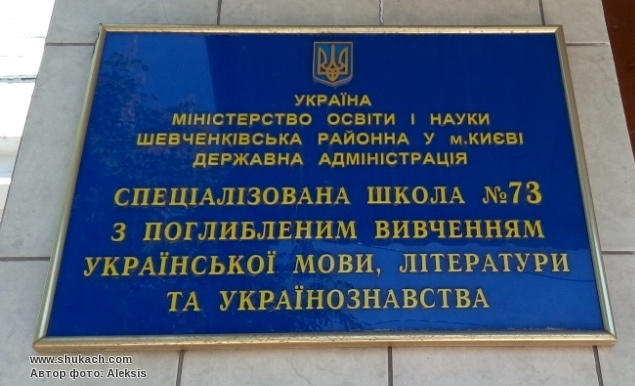 УКРАЇНА
МІНІСТЕРСТВО ОСВІТИ І НАУКИ
ШЕВЧЕНКІВСЬКА РАЙОННА У м.КИЄВІ
ДЕРЖАВНА АДМІНІСТРАЦІЯ
СПЕЦІАЛІЗОВАНА ШКОЛА №73
З ПОГЛИБЛЕНИМ ВИВЧЕННЯМ
УКРАЇНСЬКОЇ МОВИ, ЛІТЕРАТУРИ
ТА УКРАЇНОЗНАВСТВА
www.shukach.com
Автор фото: Aleksis